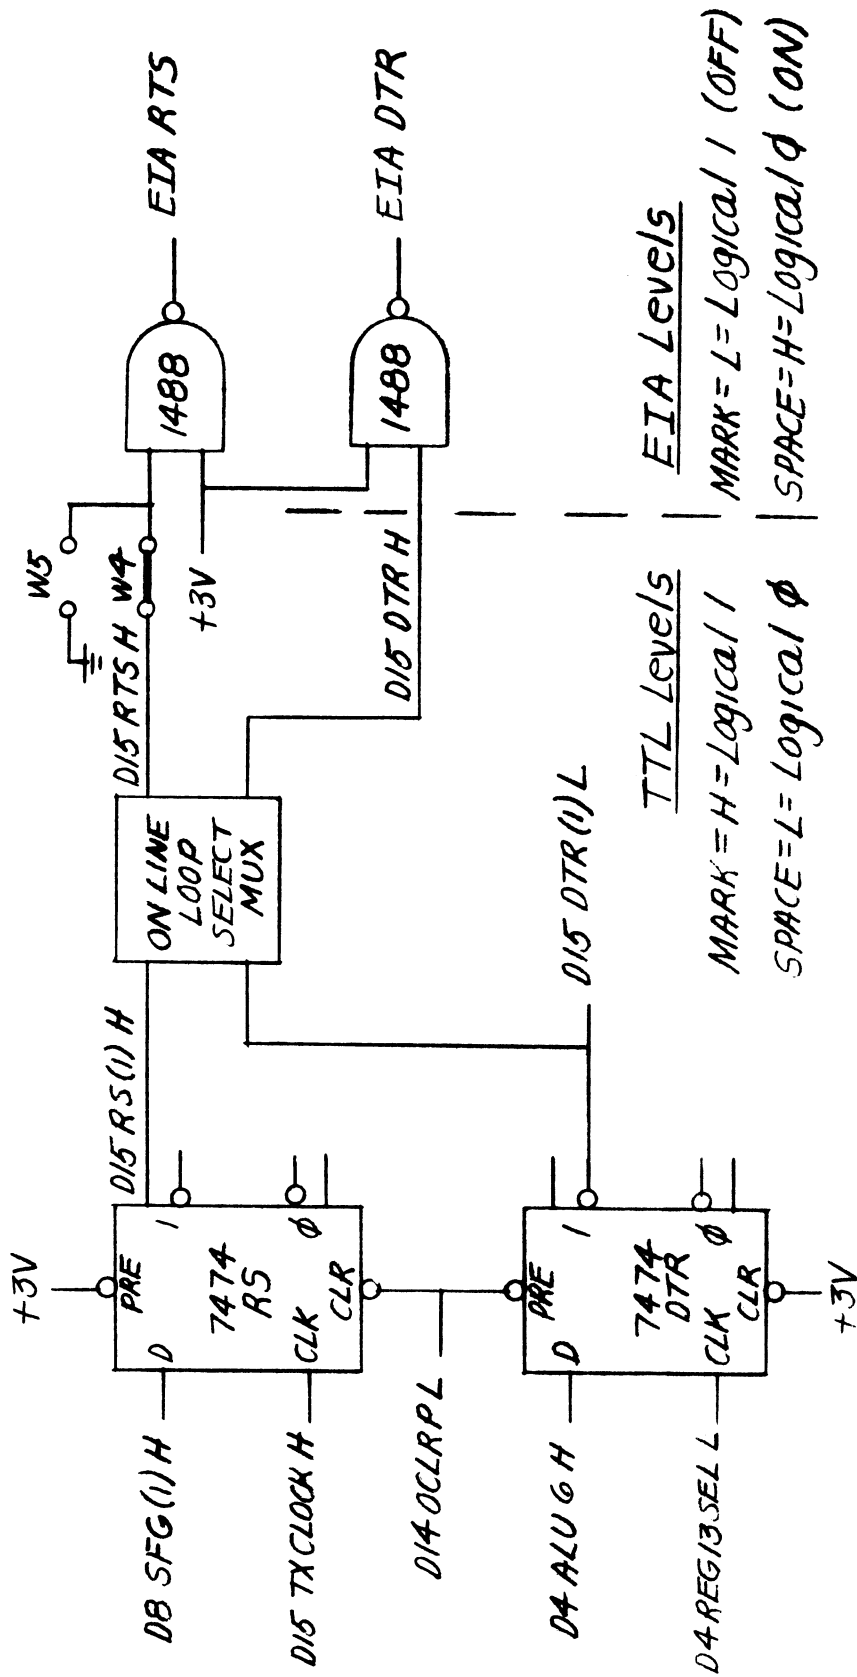 +3V
D8 SFG(1) H
D15 TX CLOCK H
D14 OCLRP L
D4 ALU 6 H
D4 REG13 SEL L
PRE
D
1
7474
RS
CLK
Φ
CLR
D15 RS(1) H
PRE
D
1
7474
DTR
CLK
Φ
CLR
+3V
D15 DTR(1) L
ON LINE
LOOP
SELECT
MUX
D15 RTS H
W5
W4
+3V
D15 DTR H
1488
EIA RTS
1488
EIA DTR
TTL Levels
MARK = H = Logical 1
SPACE = L = Logical Φ
EIA Levels
MARK = L = Logical 1 (OFF)
SPACE = H = Logical Φ (ON)